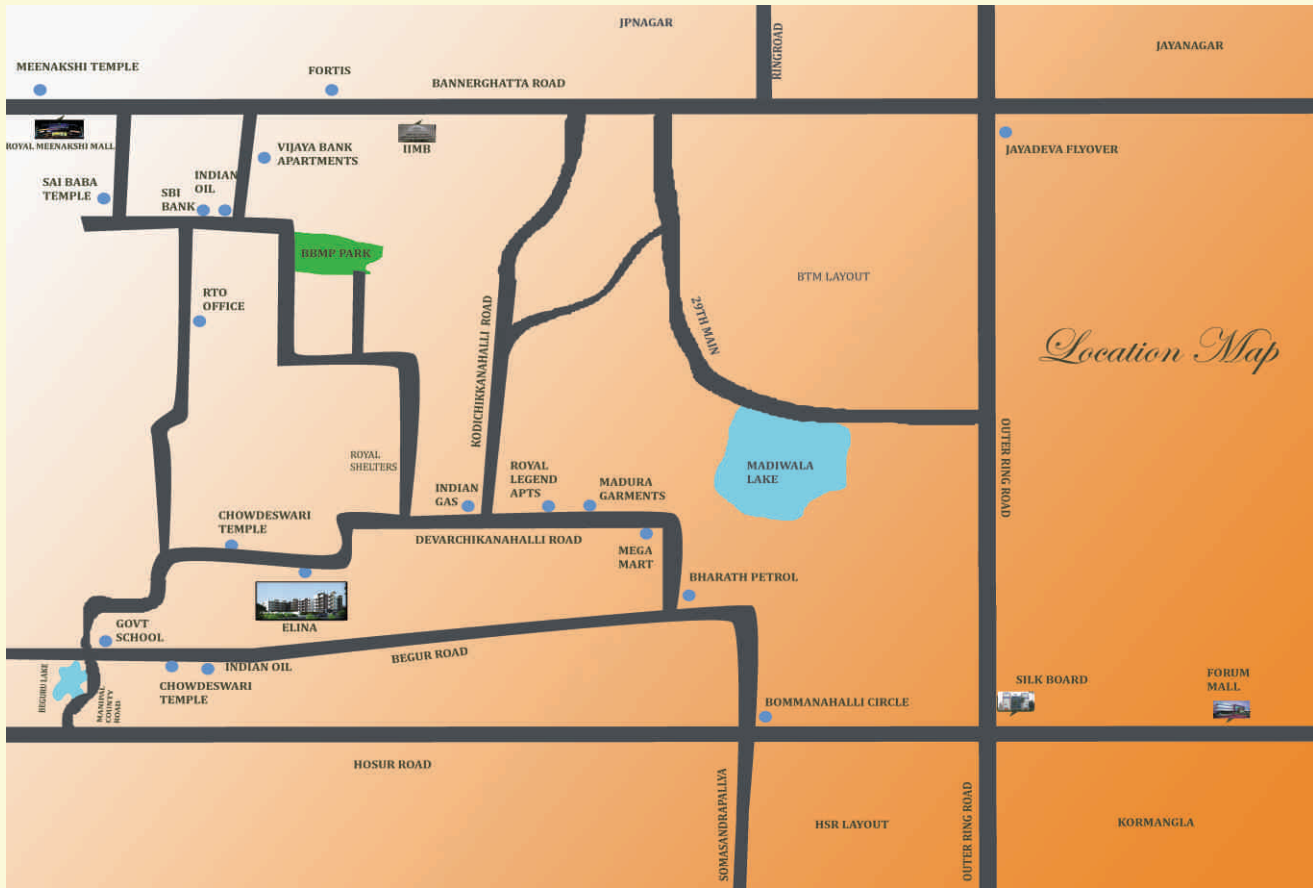 JPNAGAR
RINGROAD
JAYANAGAR
MEENAKSHI TEMPLE
FORTIS
BANNERGHATTA ROAD
ROYAL MEENAKSHI MALL
VIJAYA BANK
APARTMENTS
IIMB
JAYADEVA FLYOVER
SAI BABA
TEMPLE
SBI
BANK
INDIAN
OIL
BBMP PARK
BTM LAYOUT
RTO
OFFICE
KODICHIKKANAHALLI ROAD
29TH MAIN
Location Map
ROYAL
SHELTERS
INDIAN
GAS
ROYAL
LEGEND
APTS
MADURA
GARMENTS
MADIWALA
LAKE
OUTER RING ROAD
CHOWDESWARI
TEMPLE
DEVARCHIKANAHALLI ROAD
MEGA
MART
BHARATH PETROL
ELINA
GOVT
SCHOOL
BEGUR ROAD
INDIAN OIL
CHOWDESWARI
TEMPLE
BEGURU LAKE
MANIPAL
COUNTY
ROAD
BOMMANAHALLI CIRCLE
SILK BOARD
FORUM
MALL
HOSUR ROAD
SOMASANDRAPALLYA
HSR LAYOUT
OUTER RING ROAD
KORMANGLA